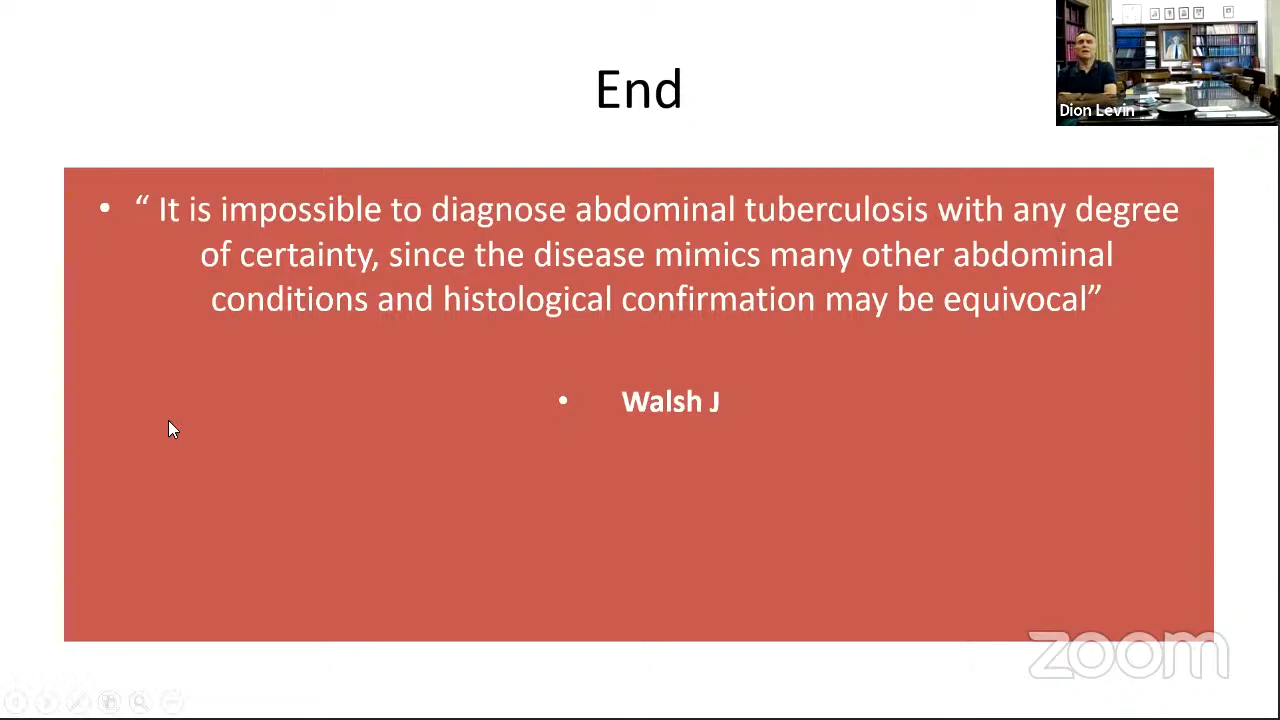 End
Dion Levin
• “ It is impossible to diagnose abdominal tuberculosis with any degree
of certainty, since the disease mimics many other abdominal
conditions and histological confirmation may be equivocal”
• Walsh J
zoom